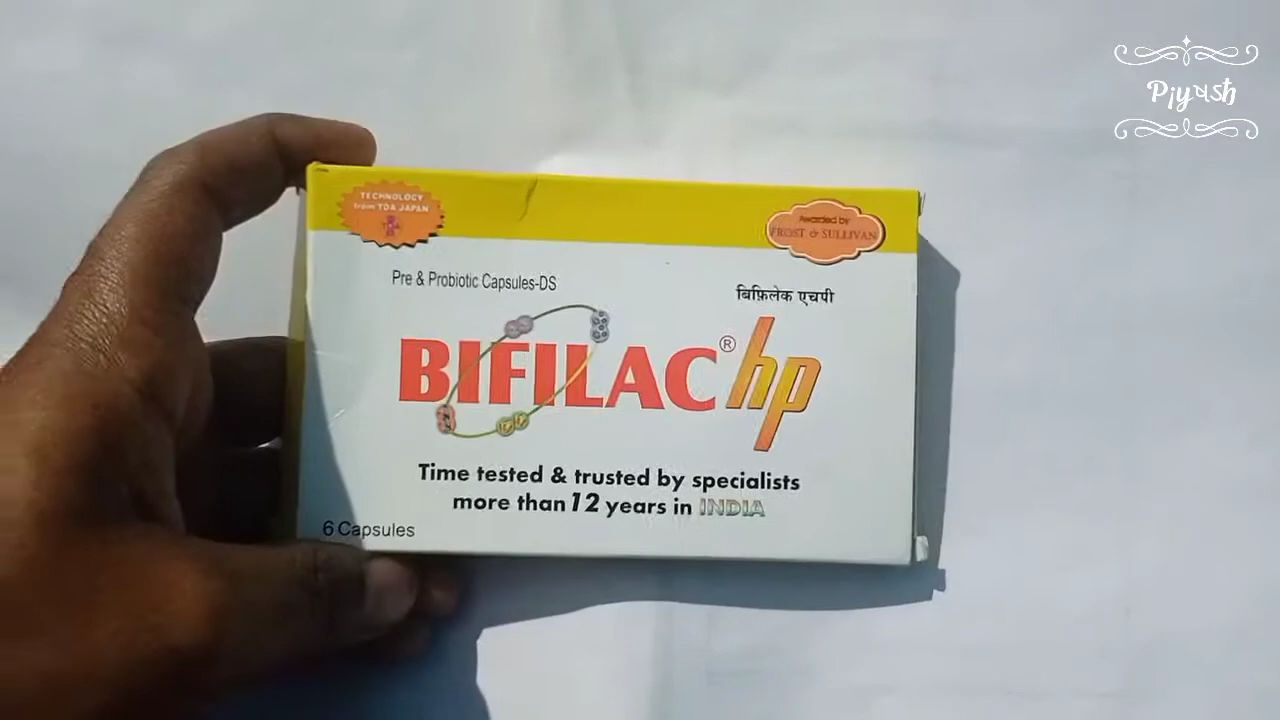 Piyush
TECHNOLOGY
from TOA JAPAN
Awarded by
FROST & SULLIVAN
Pre & Probiotic Capsules-DS
बिफ़िलेक एचपी
BIFILAC® hp
Time tested & trusted by specialists
more than 12 years in INDIA
6 Capsules